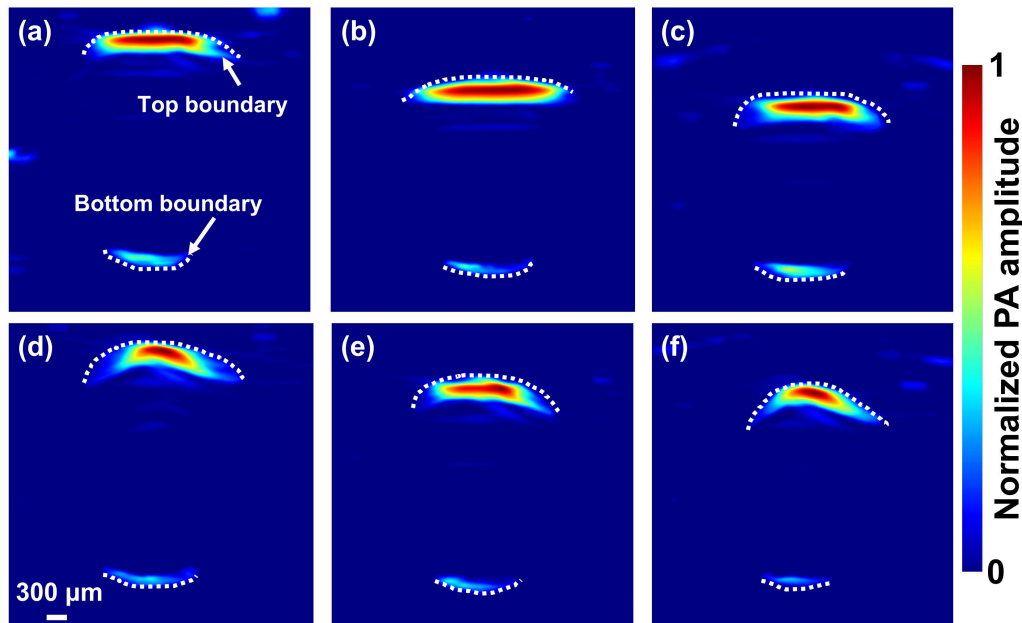 (a)
(b)
(c)
1
Top boundary
Bottom boundary
Normalized PA amplitude
(d)
(e)
(f)
300 µm
0